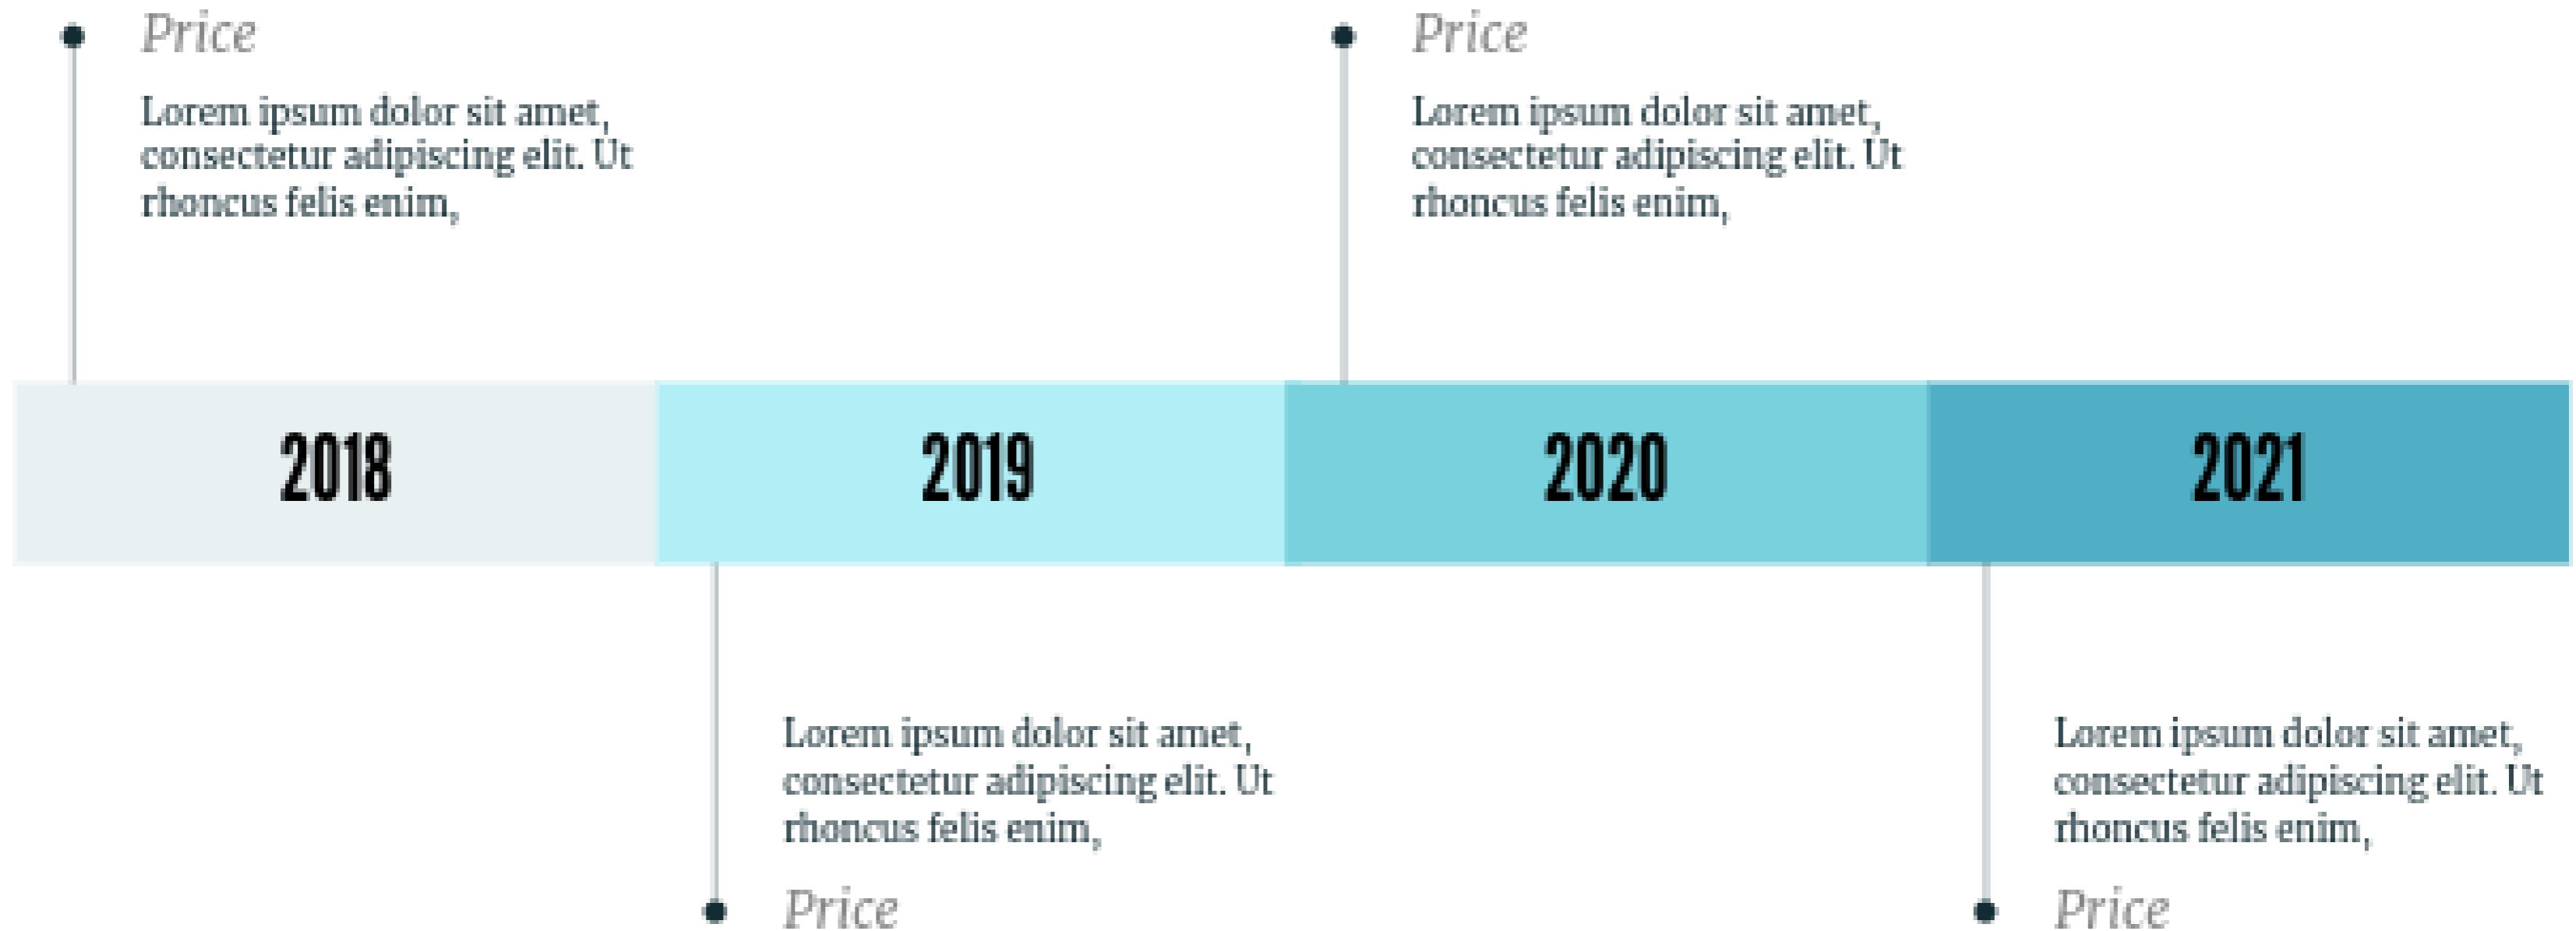 Price
Lorem ipsum dolor sit amet,
consectetur adipiscing elit. Ut
rhoncus felis enim,
Price
Lorem ipsum dolor sit amet,
consectetur adipiscing elit. Ut
rhoncus felis enim,
2018
2019
2020
2021
Lorem ipsum dolor sit amet,
consectetur adipiscing elit. Ut
rhoncus felis enim,
Price
Lorem ipsum dolor sit amet,
consectetur adipiscing elit. Ut
rhoncus felis enim,
Price